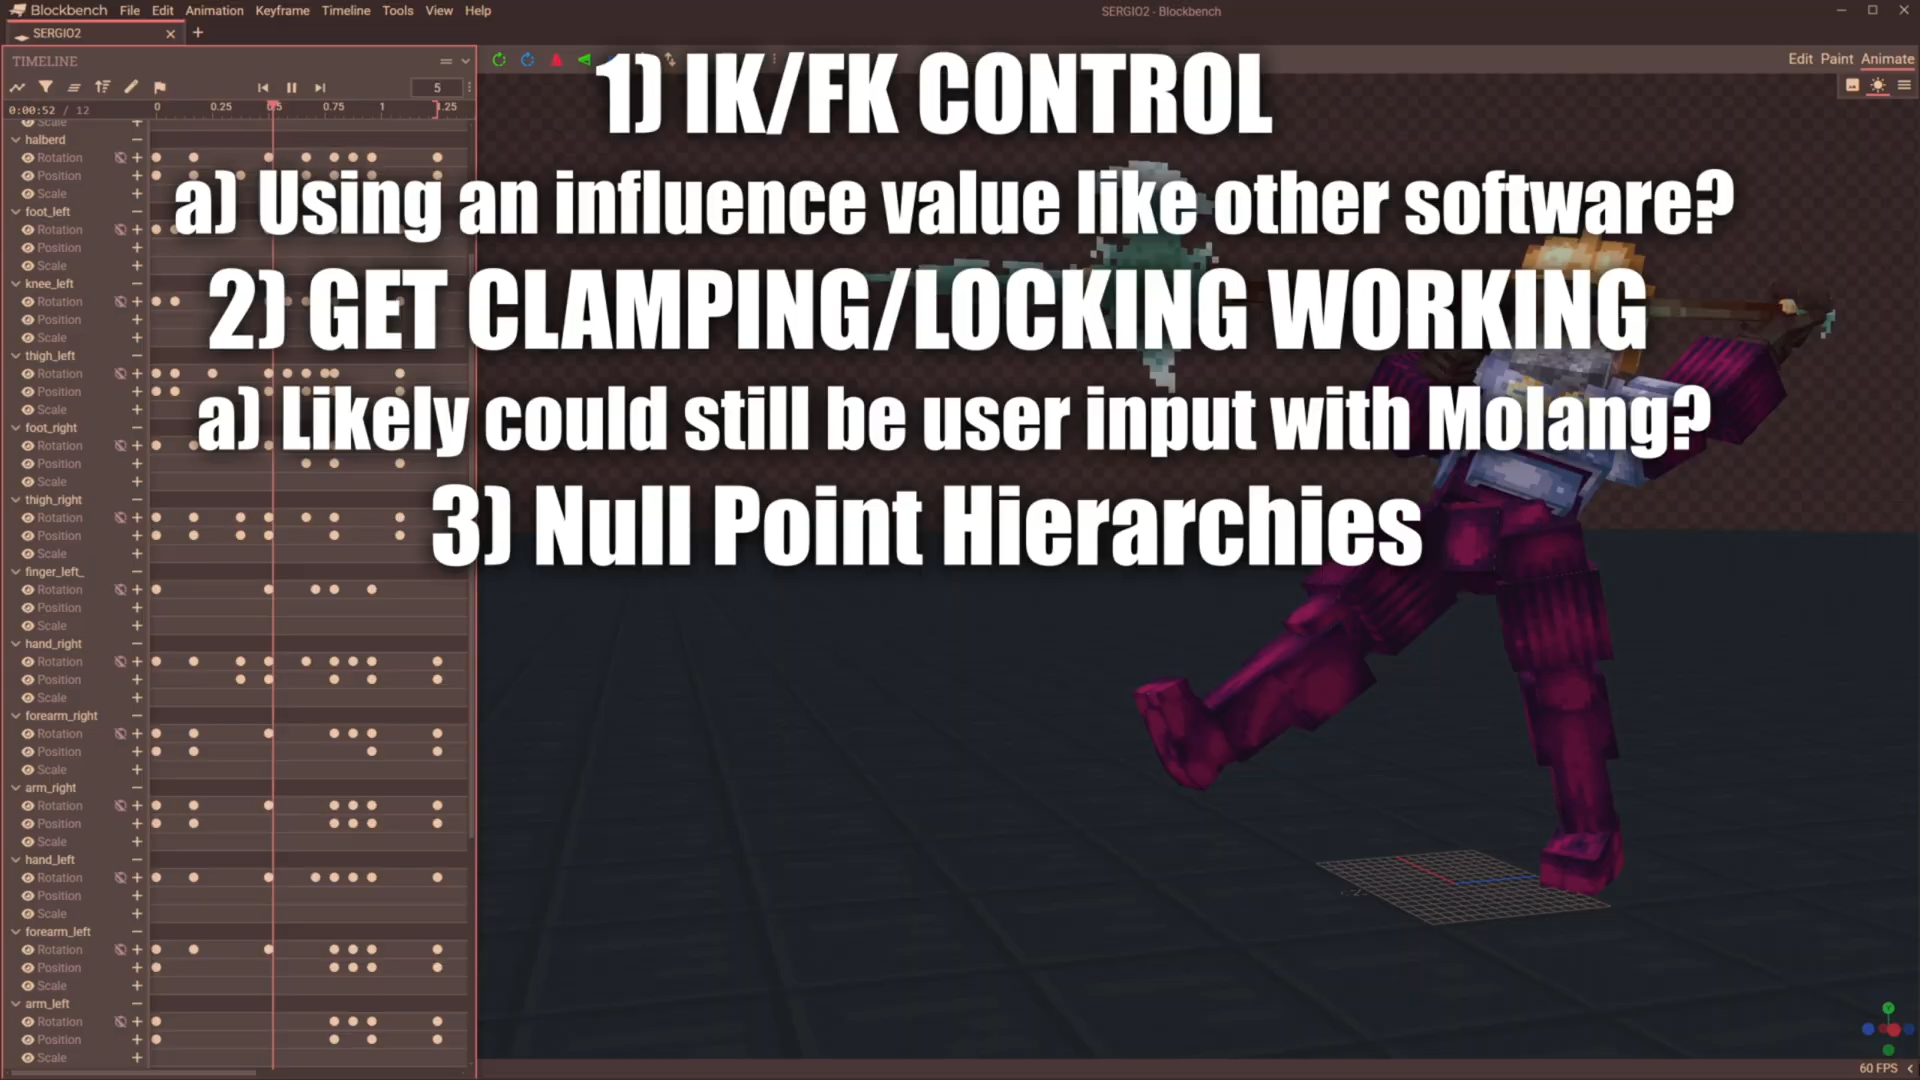 Blockbench File Edit Animation Keyframe Timeline Tools View Help
SERGIO2 - Blockbench
SERGIO2
TIMELINE
Edit Paint Animate
5
0:00:52 / 12
0 0.25 0.5 0.75 1 1.25
1) IK/FK CONTROL
a) Using an influence value like other software?
2) GET CLAMPING/LOCKING WORKING
a) Likely could still be user input with Molang?
3) Null Point Hierarchies
Scale
halberd
Rotation
Position
Scale
foot_left
Rotation
Position
Scale
knee_left
Rotation
Position
Scale
thigh_left
Rotation
Position
Scale
foot_right
Rotation
Position
Scale
thigh_right
Rotation
Position
Scale
finger_left_
Rotation
Position
Scale
hand_right
Rotation
Position
Scale
forearm_right
Rotation
Position
Scale
arm_right
Rotation
Position
Scale
hand_left
Rotation
Position
Scale
forearm_left
Rotation
Position
Scale
arm_left
Rotation
Position
Scale
60 FPS